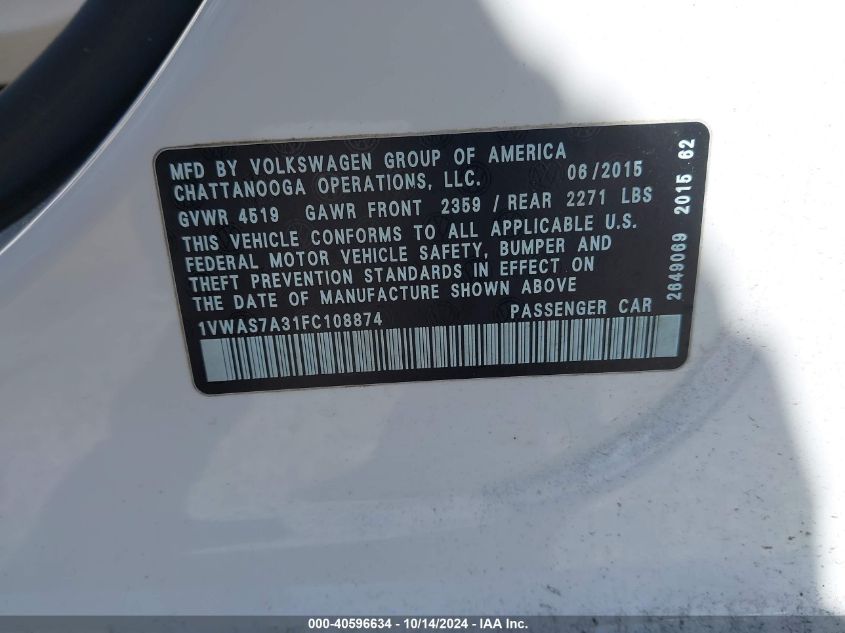 MFD BY VOLKSWAGEN GROUP OF AMERICA
CHATTANOOGA OPERATIONS, LLC. 06/2015
GVWR 4519 GAWR FRONT 2359 / REAR 2271 LBS
THIS VEHICLE CONFORMS TO ALL APPLICABLE U.S.
FEDERAL MOTOR VEHICLE SAFETY, BUMPER AND
THEFT PREVENTION STANDARDS IN EFFECT ON
THE DATE OF MANUFACTURE SHOWN ABOVE
1VWAS7A31FC108874 PASSENGER CAR
2649069 2015 62
000-40596634 / 10/14/2024 / IAA, Inc.